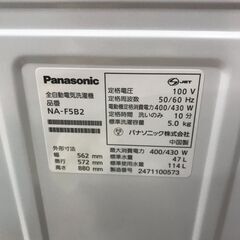 Panasonic
全自動電気洗濯機
品番
NA-F5B2
外形寸法
幅 562 mm
奥行 572 mm
高さ 880 mm
JET
定格電圧 100 V
定格周波数 50/60 Hz
電動機定格消費電力 400/430 W
定格時間 洗いのみ 10 分
標準洗濯容量 5.0 kg
パナソニック株式会社
中国製
最大消費電力 400/430 W
標準水量 47 L
標準使用水量 114 L
2471100573